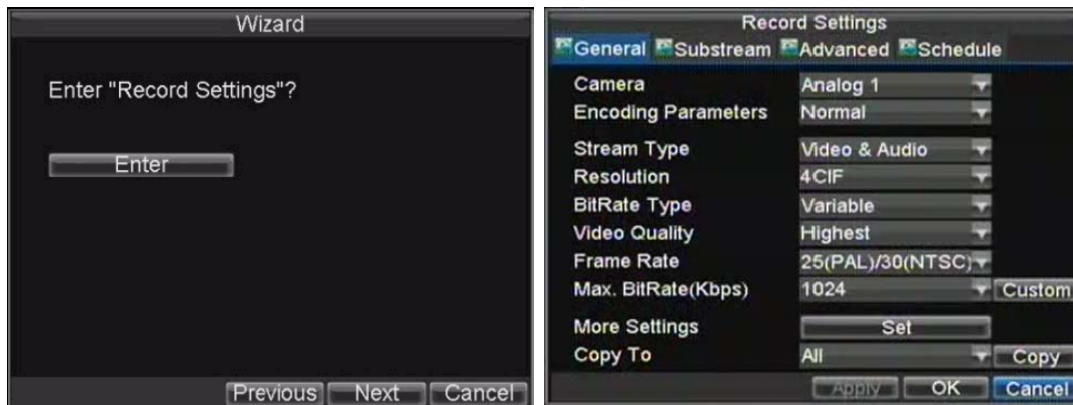 Wizard
Enter "Record Settings"?
Enter
Previous Next Cancel
Record Settings
General Substream Advanced Schedule
Camera Analog 1
Encoding Parameters Normal
Stream Type Video & Audio
Resolution 4CIF
BitRate Type Variable
Video Quality Highest
Frame Rate 25(PAL)/30(NTSC)
Max. BitRate(Kbps) 1024 Custom
More Settings Set
Copy To All Copy
Apply OK Cancel